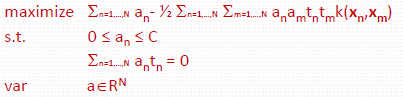 maximize Σn=1,...,N an - ½ Σn=1,...,N Σm=1,...,N anamtntmk(xn,xm)
s.t. 0 ≤ an ≤ C
Σn=1,...,N antn = 0
var a∈RN